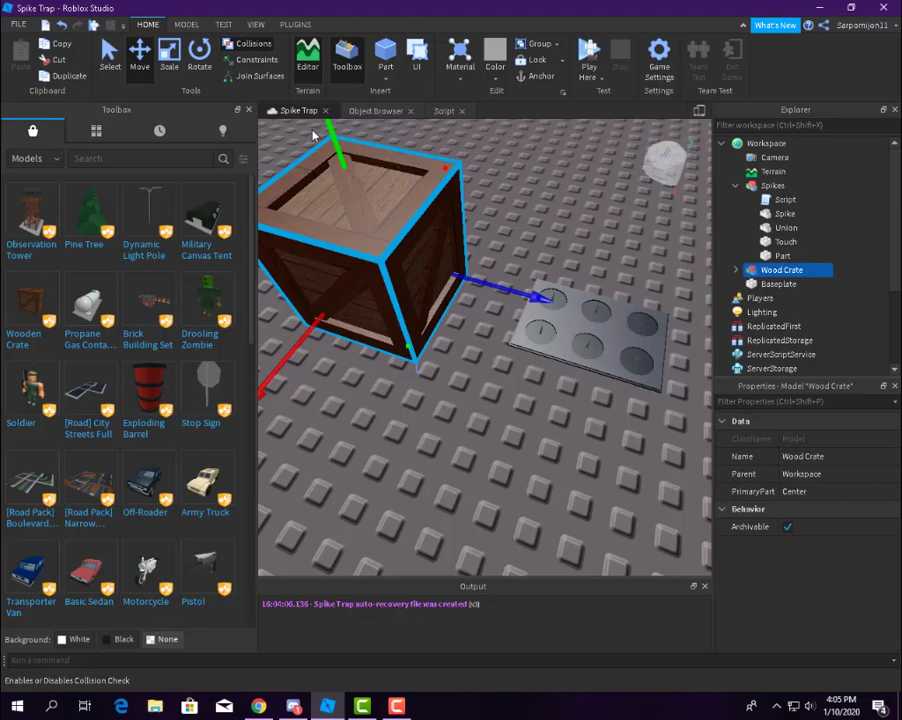 Spike Trap - Roblox Studio
FILE
HOME
MODEL
TEST
VIEW
PLUGINS
What's New
Sarpomijon11
Paste
Copy
Cut
Duplicate
Clipboard
Select
Move
Scale
Rotate
Collisions
Constraints
Join Surfaces
Tools
Editor
Terrain
Toolbox
Part
UI
Insert
Material
Color
Group
Lock
Anchor
Edit
Play
Here
Stop
Game
Settings
Settings
Team
Test
Exit
Game
Team Test
Toolbox
Spike Trap
Object Browser
Script
Explorer
Filter workspace (Ctrl+Shift+X)
Models
Search
Observation
Tower
Pine Tree
Dynamic
Light Pole
Military
Canvas Tent
Wooden
Crate
Propane
Gas Conta...
Brick
Building Set
Drooling
Zombie
Soldier
[Road] City
Streets Full
Exploding
Barrel
Stop Sign
[Road Pack]
Boulevard...
[Road Pack]
Narrow...
Off-Roader
Army Truck
Transporter
Van
Basic Sedan
Motorcycle
Pistol
Background:
White
Black
None
Workspace
Camera
Terrain
Spikes
Script
Spike
Union
Touch
Part
Wood Crate
Baseplate
Players
Lighting
ReplicatedFirst
ReplicatedStorage
ServerScriptService
ServerStorage
Properties - Model "Wood Crate"
Filter Properties (Ctrl+Shift+P)
Data
ClassName
Model
Name
Wood Crate
Parent
Workspace
PrimaryPart
Center
Behavior
Archivable
Output
16:04:06.136 - Spike Trap auto-recovery file was created (x3)
Run a command
Enables or Disables Collision Check
4:05 PM
1/10/2020
4